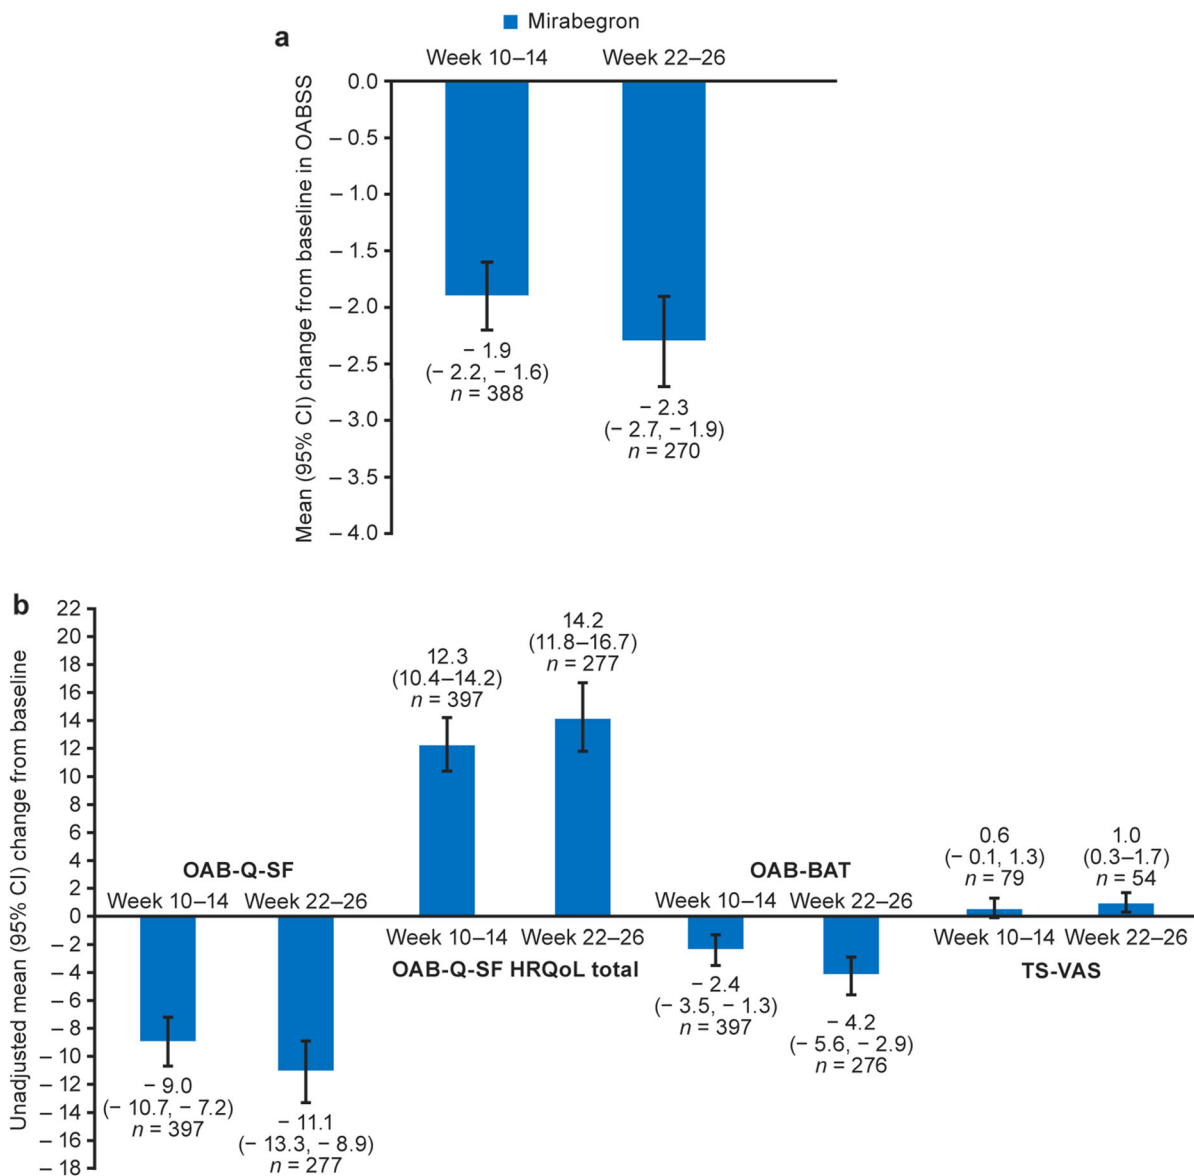 a
Mirabegron
Week 10–14
Week 22–26
Mean (95% CI) change from baseline in OABSS
0.0
– 0.5
– 1.0
– 1.5
– 2.0
– 2.5
– 3.0
– 3.5
– 4.0
– 1.9
(– 2.2, – 1.6)
n = 388
– 2.3
(– 2.7, – 1.9)
n = 270
b
Unadjusted mean (95% CI) change from baseline
22
20
18
16
14
12
10
8
6
4
2
0
– 2
– 4
– 6
– 8
– 10
– 12
– 14
– 16
– 18
OAB-Q-SF
Week 10–14
Week 22–26
– 9.0
(– 10.7, – 7.2)
n = 397
– 11.1
(– 13.3, – 8.9)
n = 277
12.3
(10.4–14.2)
n = 397
14.2
(11.8–16.7)
n = 277
Week 10–14
Week 22–26
OAB-Q-SF HRQoL total
OAB-BAT
Week 10–14
Week 22–26
– 2.4
(– 3.5, – 1.3)
n = 397
– 4.2
(– 5.6, – 2.9)
n = 276
0.6
(– 0.1, 1.3)
n = 79
1.0
(0.3–1.7)
n = 54
Week 10–14
Week 22–26
TS-VAS